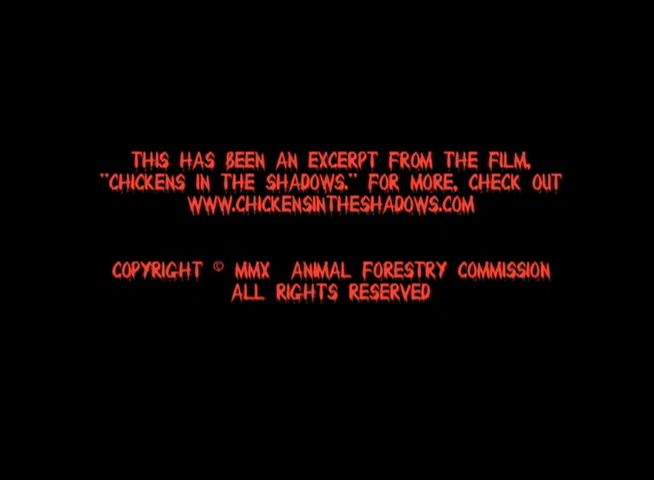 THIS HAS BEEN AN EXCERPT FROM THE FILM,
"CHICKENS IN THE SHADOWS." FOR MORE, CHECK OUT
WWW.CHICKENSINTHESHADOWS.COM
COPYRIGHT © MMX ANIMAL FORESTRY COMMISSION
ALL RIGHTS RESERVED